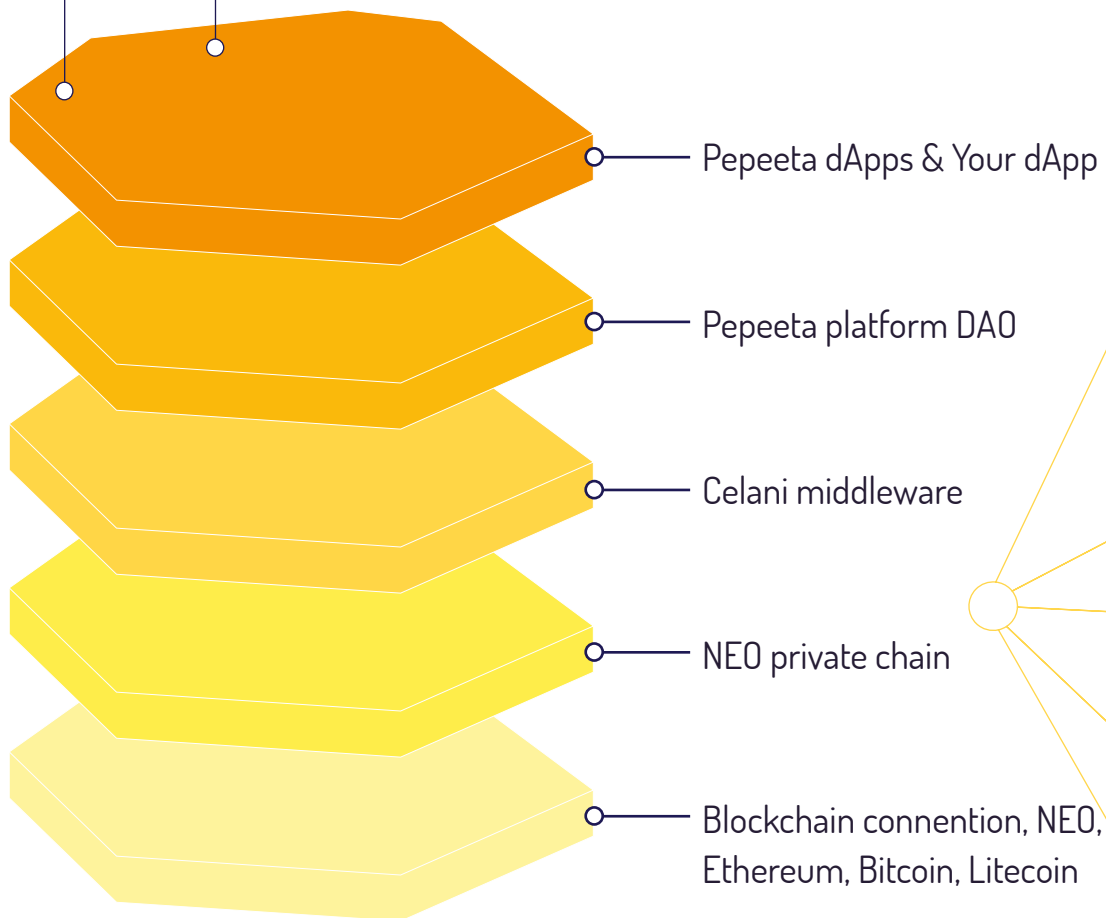 Pepeeta dApps & Your dApp
Pepeeta platform DAO
Celani middleware
NEO private chain
Blockchain connention, NEO,
Ethereum, Bitcoin, Litecoin